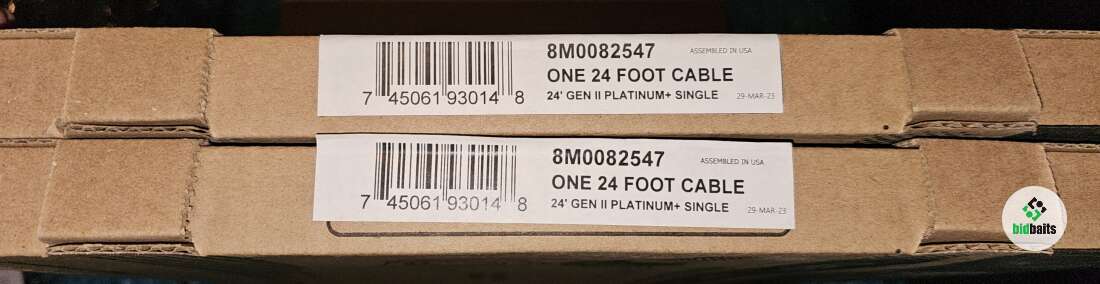 8M0082547
ASSEMBLED IN USA
ONE 24 FOOT CABLE
24' GEN II PLATINUM+ SINGLE
29-MAR-23
7 45061 93014 8
8M0082547
ASSEMBLED IN USA
ONE 24 FOOT CABLE
24' GEN II PLATINUM+ SINGLE
29-MAR-23
7 45061 93014 8
bidbaits